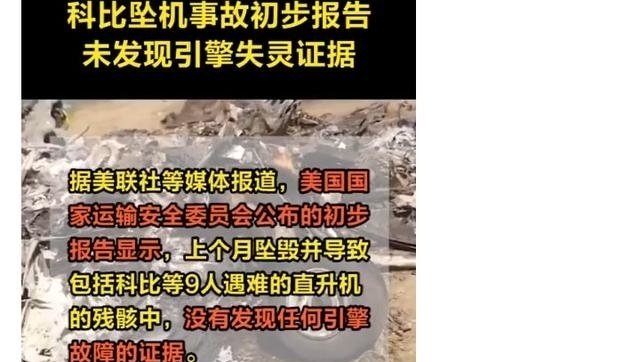 科比坠机事故初步报告
未发现引擎失灵证据
据美联社等媒体报道，美国国
家运输安全委员会公布的初步
报告显示，上个月坠毁并导致
包括科比等9人遇难的直升机
的残骸中，没有发现任何引擎
故障的证据。